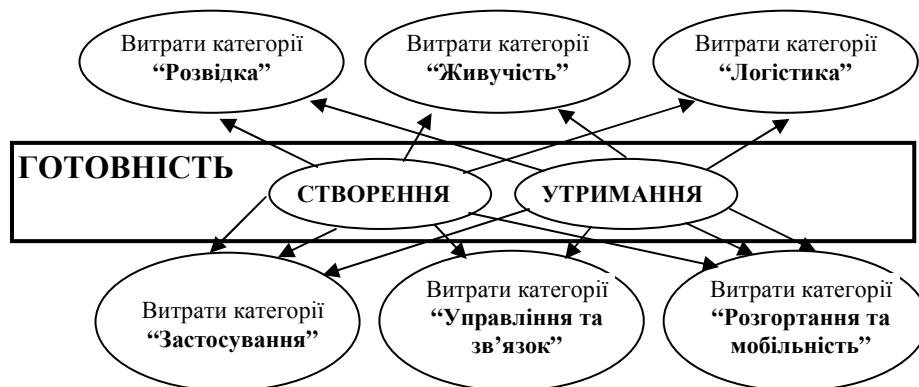 Витрати категорії
“Розвідка”
Витрати категорії
“Живучість”
Витрати категорії
“Логістика”
ГОТОВНІСТЬ
СТВОРЕННЯ
УТРИМАННЯ
Витрати категорії
“Застосування”
Витрати категорії
“Управління та
зв’язок”
Витрати категорії
“Розгортання та
мобільність”